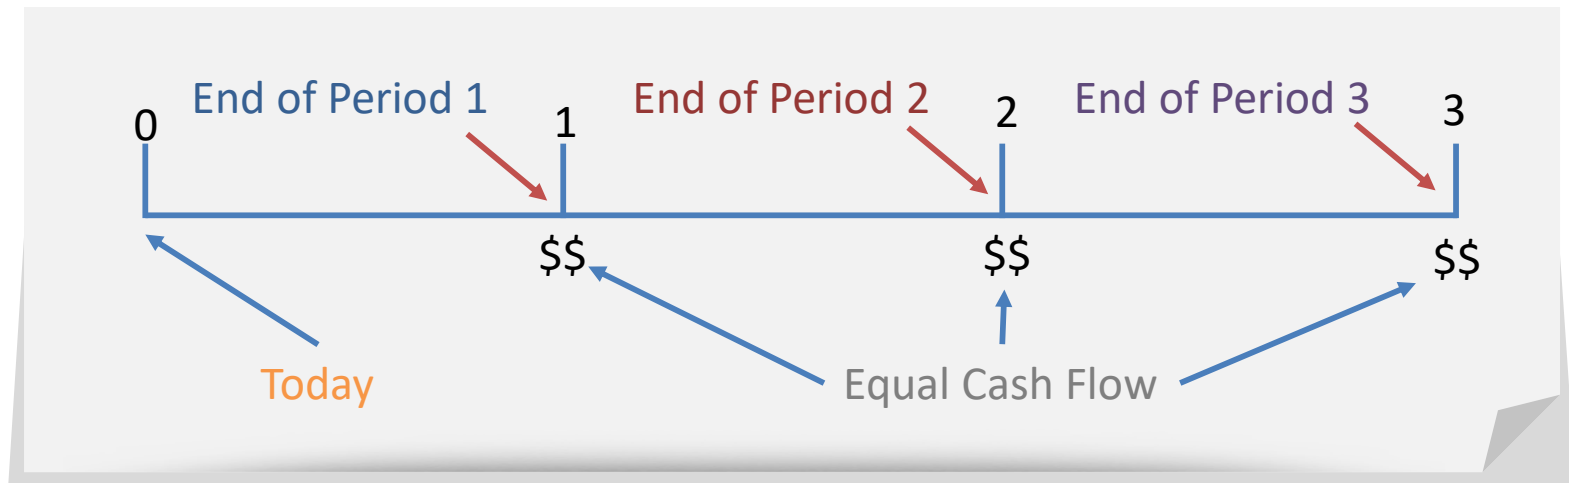 0 End of Period 1 1 End of Period 2 2 End of Period 3 3
$$ $$ $$
Today Equal Cash Flow